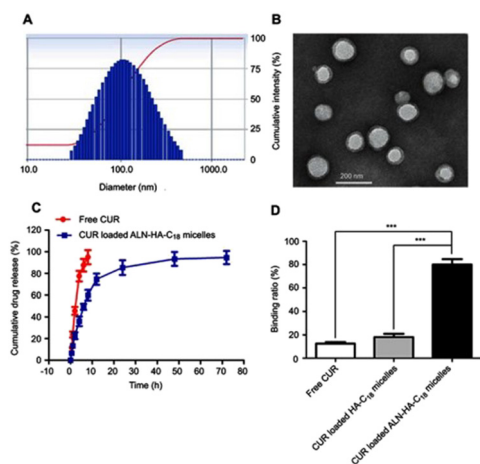 A
100
75
50
25
0
Cumulative intensity (%)
10.0
100.0
1000.0
Diameter (nm)
B
200 nm
C
Free CUR
CUR loaded ALN-HA-C18 micelles
Cumulative drug release (%)
120
100
80
60
40
20
0
-10 0 10 20 30 40 50 60 70 80
Time (h)
D
***
***
Binding ratio (%)
100
80
60
40
20
0
Free CUR
CUR loaded HA-C18 micelles
CUR loaded ALN-HA-C18 micelles